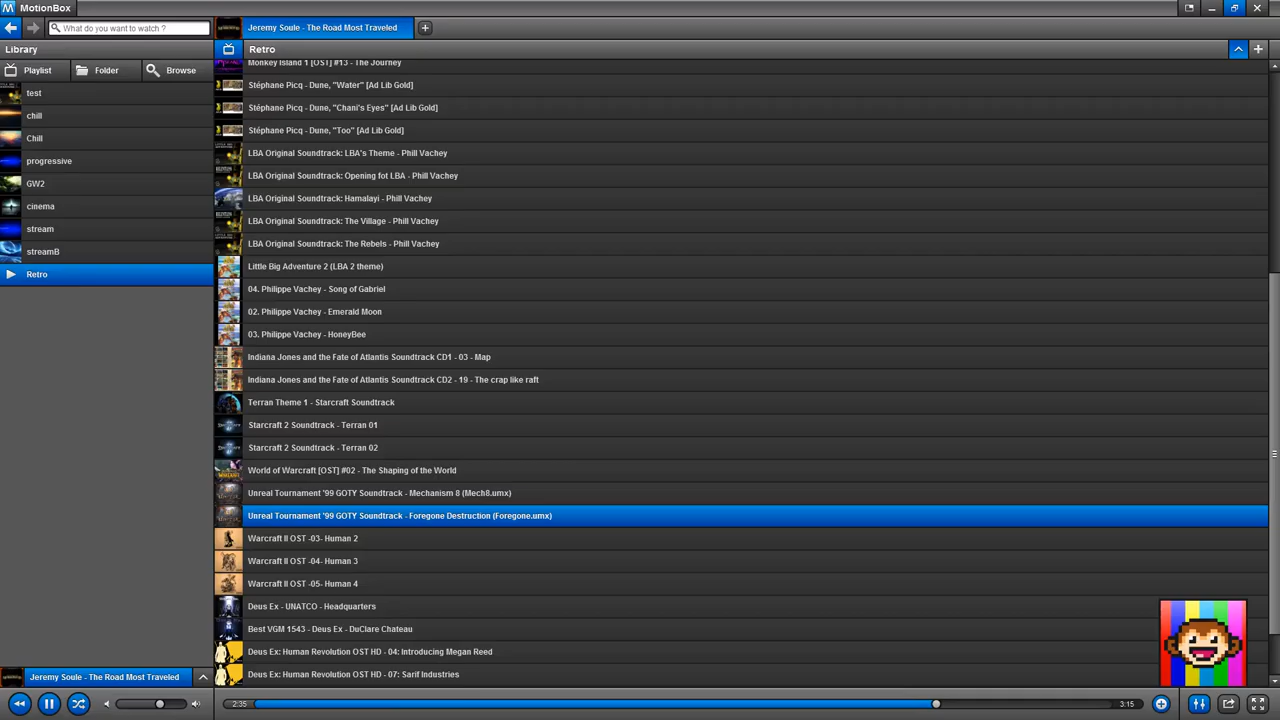 MotionBox
What do you want to watch ?
Jeremy Soule - The Road Most Traveled
Library
Retro
Playlist
Folder
Browse
test
chill
Chill
progressive
GW2
cinema
stream
streamB
Retro
Monkey Island 1 [OST] #13 - The Journey
Stéphane Picq - Dune, "Water" [Ad Lib Gold]
Stéphane Picq - Dune, "Chani's Eyes" [Ad Lib Gold]
Stéphane Picq - Dune, "Too" [Ad Lib Gold]
LBA Original Soundtrack: LBA's Theme - Phill Vachey
LBA Original Soundtrack: Opening fot LBA - Phill Vachey
LBA Original Soundtrack: Hamalayi - Phill Vachey
LBA Original Soundtrack: The Village - Phill Vachey
LBA Original Soundtrack: The Rebels - Phill Vachey
Little Big Adventure 2 (LBA 2 theme)
04. Philippe Vachey - Song of Gabriel
02. Philippe Vachey - Emerald Moon
03. Philippe Vachey - HoneyBee
Indiana Jones and the Fate of Atlantis Soundtrack CD1 - 03 - Map
Indiana Jones and the Fate of Atlantis Soundtrack CD2 - 19 - The crap like raft
Terran Theme 1 - Starcraft Soundtrack
Starcraft 2 Soundtrack - Terran 01
Starcraft 2 Soundtrack - Terran 02
World of Warcraft [OST] #02 - The Shaping of the World
Unreal Tournament '99 GOTY Soundtrack - Mechanism 8 (Mech8.umx)
Unreal Tournament '99 GOTY Soundtrack - Foregone Destruction (Foregone.umx)
Warcraft II OST -03- Human 2
Warcraft II OST -04- Human 3
Warcraft II OST -05- Human 4
Deus Ex - UNATCO - Headquarters
Best VGM 1543 - Deus Ex - DuClare Chateau
Deus Ex: Human Revolution OST HD - 04: Introducing Megan Reed
Deus Ex: Human Revolution OST HD - 07: Sarif Industries
Jeremy Soule - The Road Most Traveled
2:35
3:15